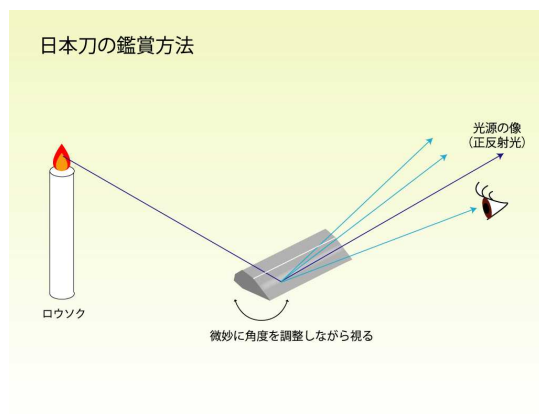 日本刀の鑑賞方法
光源の像
（正反射光）
ロウソク
微妙に角度を調整しながら視る